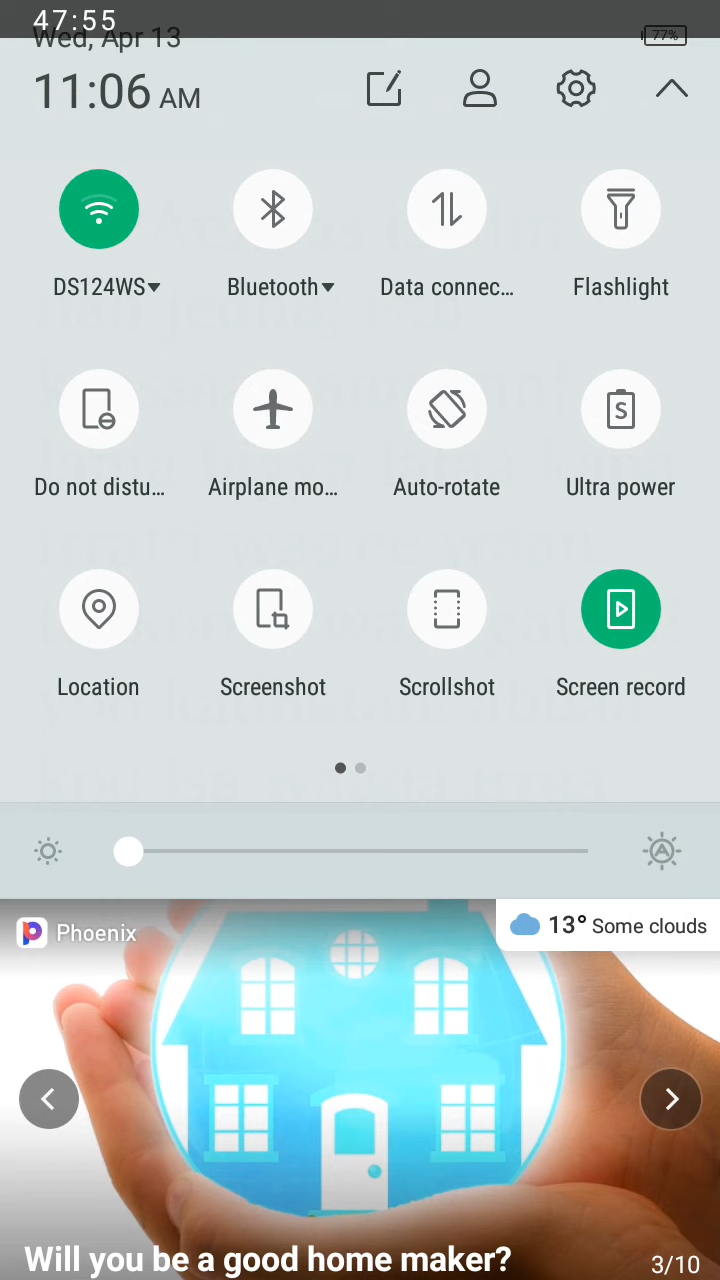 47:55
Wed, Apr 13
77%
11:06 AM
DS124WS
Bluetooth
Data connec...
Flashlight
Do not distu...
Airplane mo...
Auto-rotate
Ultra power
S
Location
Screenshot
Scrollshot
Screen record
A
Phoenix
13° Some clouds
Will you be a good home maker?
3/10